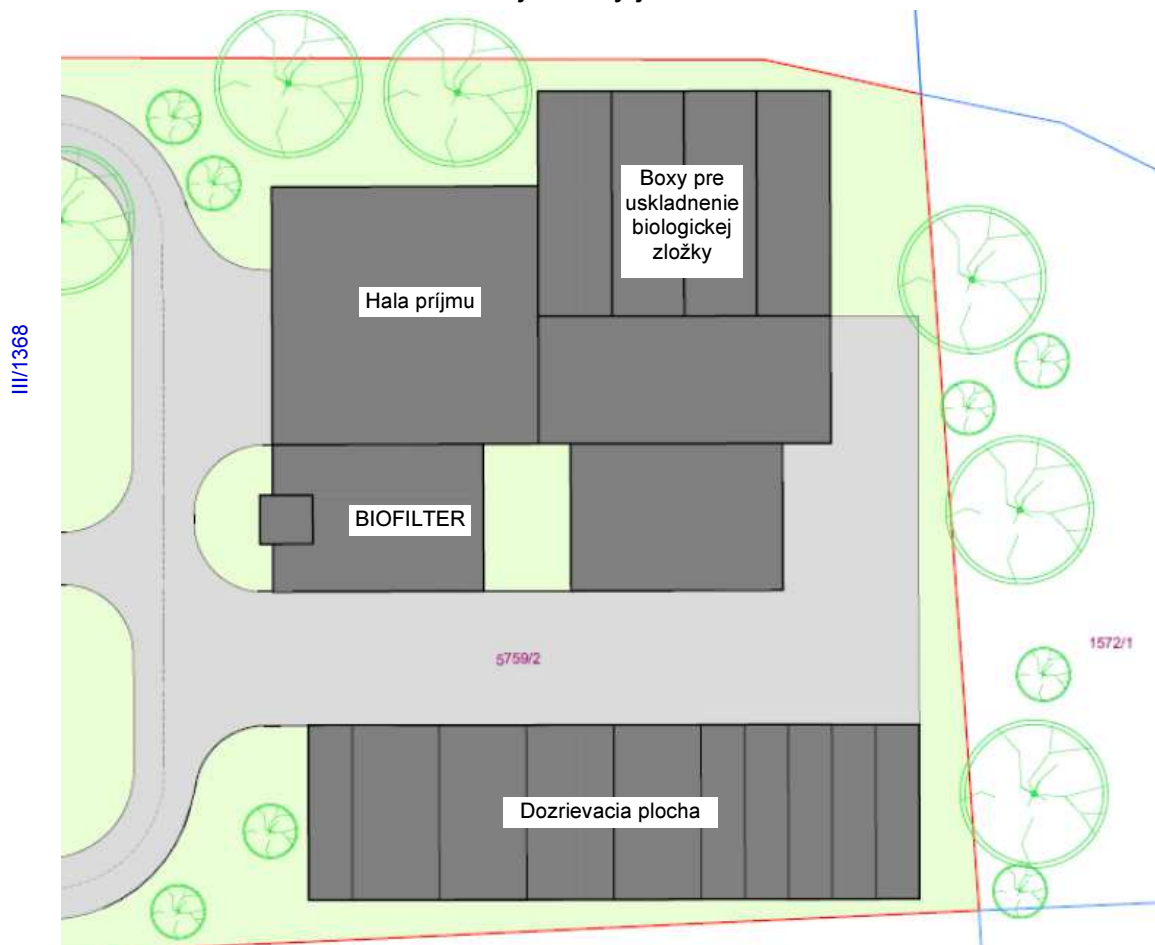 Boxy pre
uskladnenie
biologickej
zložky
Hala príjmu
III/1368
BIOFILTER
5759/2
1572/1
Dozrievacia plocha